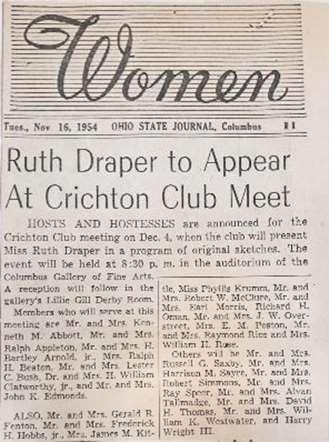 Women
Tues., Nov. 16, 1954 OHIO STATE JOURNAL, Columbus
Ruth Draper to Appear
At Crichton Club Meet
HOSTS AND HOSTESSES are announced for the
Crichton Club meeting on Dec. 4, when the club will present
Miss Ruth Draper in a program of original sketches. The
event will be held at 8:30 p. m. in the auditorium of the
Columbus Gallery of Fine Arts.
A reception will follow in the
gallery's Lillie Gill Derby Room.
Members who will serve at this
meeting are Mr. and Mrs. Ken-
neth M. Abbott, Mr. and Mrs.
Ralph Appleton, Mr. and Mrs. H.
Bartley Arnold, jr., Mrs. Ralph
H. Beaton, Mr. and Mrs. Lester
C. Bush, Dr. and Mrs. H. William
Clatworthy, jr., and Mr. and Mrs.
John K. Edmonds.
ALSO, Mr. and Mrs. Gerald B.
Fenton, Mr. and Mrs. Frederick
H. Hobbs, jr., Mrs. James M. Kit-
tle, Miss Phyllis Krumm, Mr. and
Mrs. Robert W. McClure, Mr. and
Mrs. Earl Morris, Richard H.
Oman, Mr. and Mrs. J. W. Over-
street, Mrs. E. M. Poston, Mr.
and Mrs. Raymond Rice and Mrs.
William H. Rose.
Others will be Mr. and Mrs.
Russell G. Saxby, Mr. and Mrs.
Harrison M. Sayre, Mr. and Mrs.
Robert Simmons, Mr. and Mrs.
Ray Speer, Mr. and Mrs. Alvan
Tallmadge, Mr. and Mrs. David
H. Thomas, Mr. and Mrs. Wil-
liam K. Westwater, and Harry
Wright III.